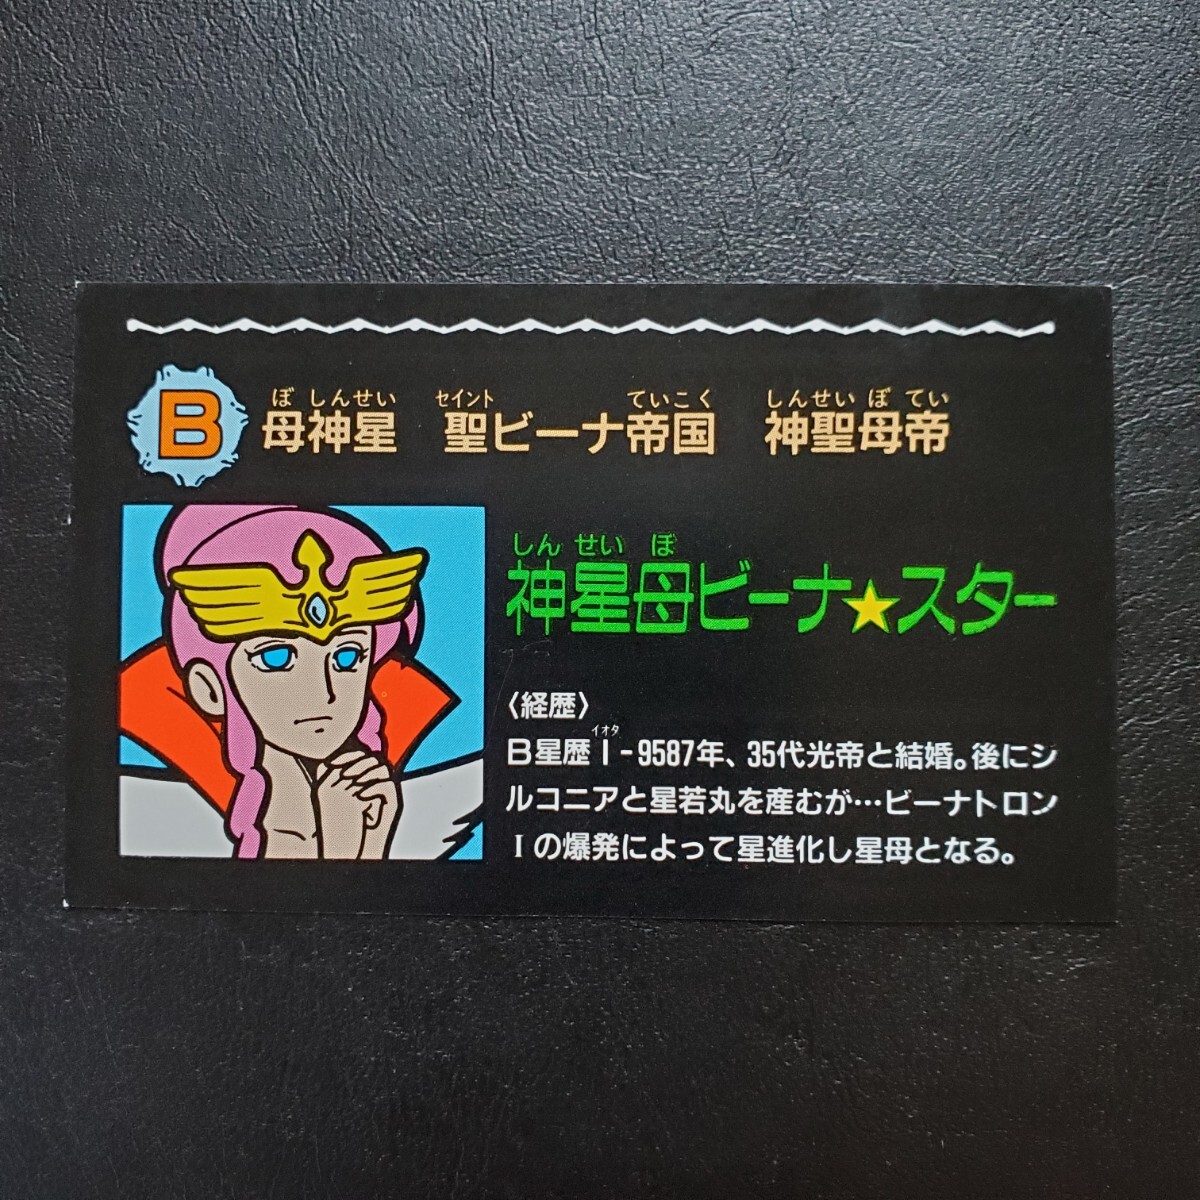 B 母神星 聖ビーナ帝国 神聖母帝
ぼ しんせい セイント ていこく しんせい ぼ てい
しん せい ぼ
神星母ビーナ★スター
〈経歴〉
イオタ
B星歴I-9587年、35代光帝と結婚。後にシ
ルコニアと星若丸を産むが…ビーナトロン
Iの爆発によって星進化し星母となる。